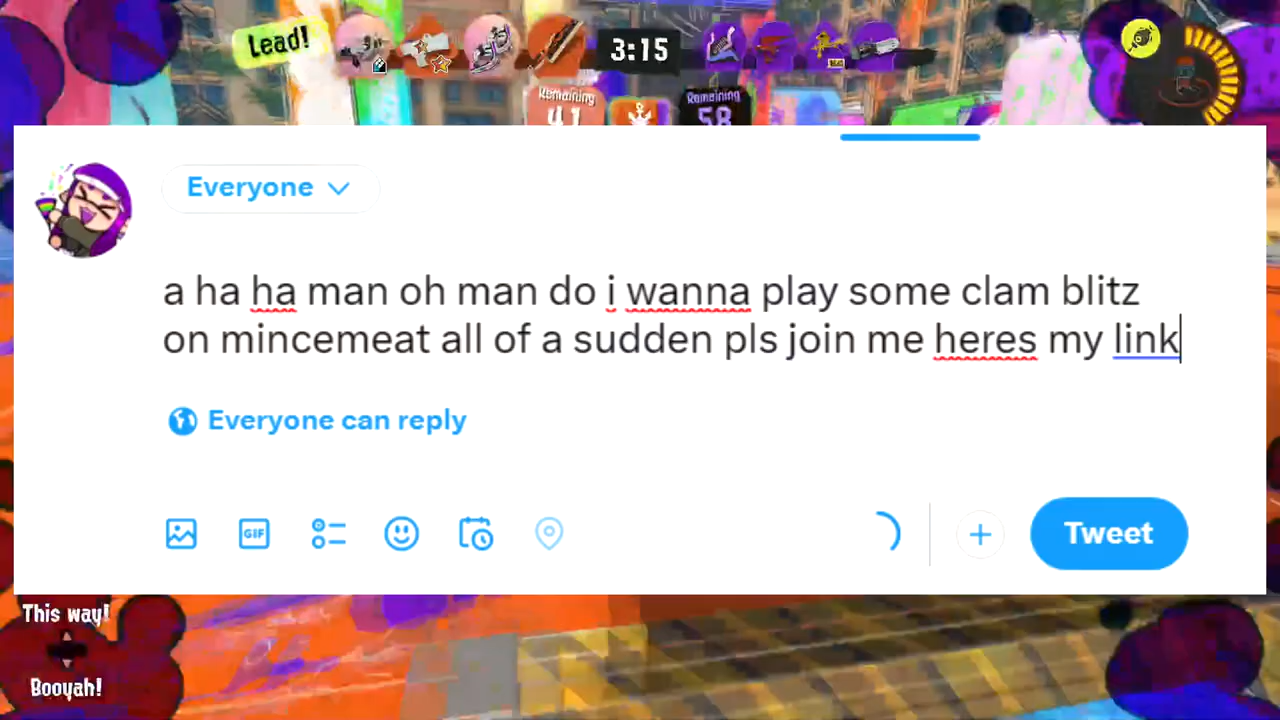 Lead!
3:15
Remaining
41
Remaining
58
Everyone
a ha ha man oh man do i wanna play some clam blitz
on mincemeat all of a sudden pls join me heres my link
Everyone can reply
GIF
Tweet
This way!
Booyah!